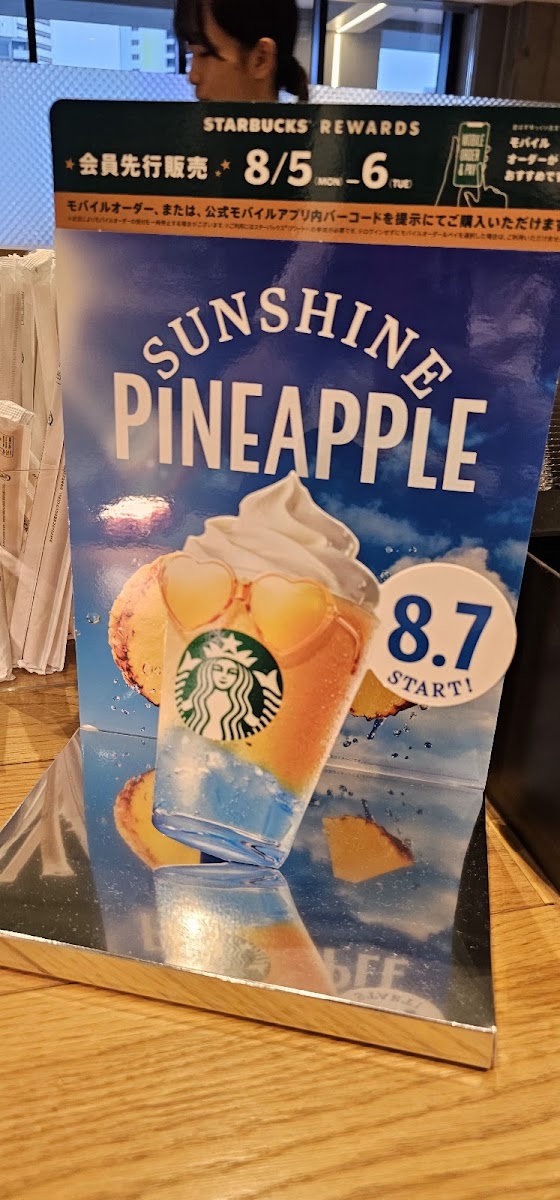 STARBUCKS® REWARDS
会員先行販売 8/5(MON)–6(TUE)
MOBILE
ORDER
& PAY
モバイル
オーダーが
おすすめです
モバイルオーダー、または、公式モバイルアプリ内バーコードを提示にてご購入いただけます
SUNSHINE
PINEAPPLE
8.7
START!